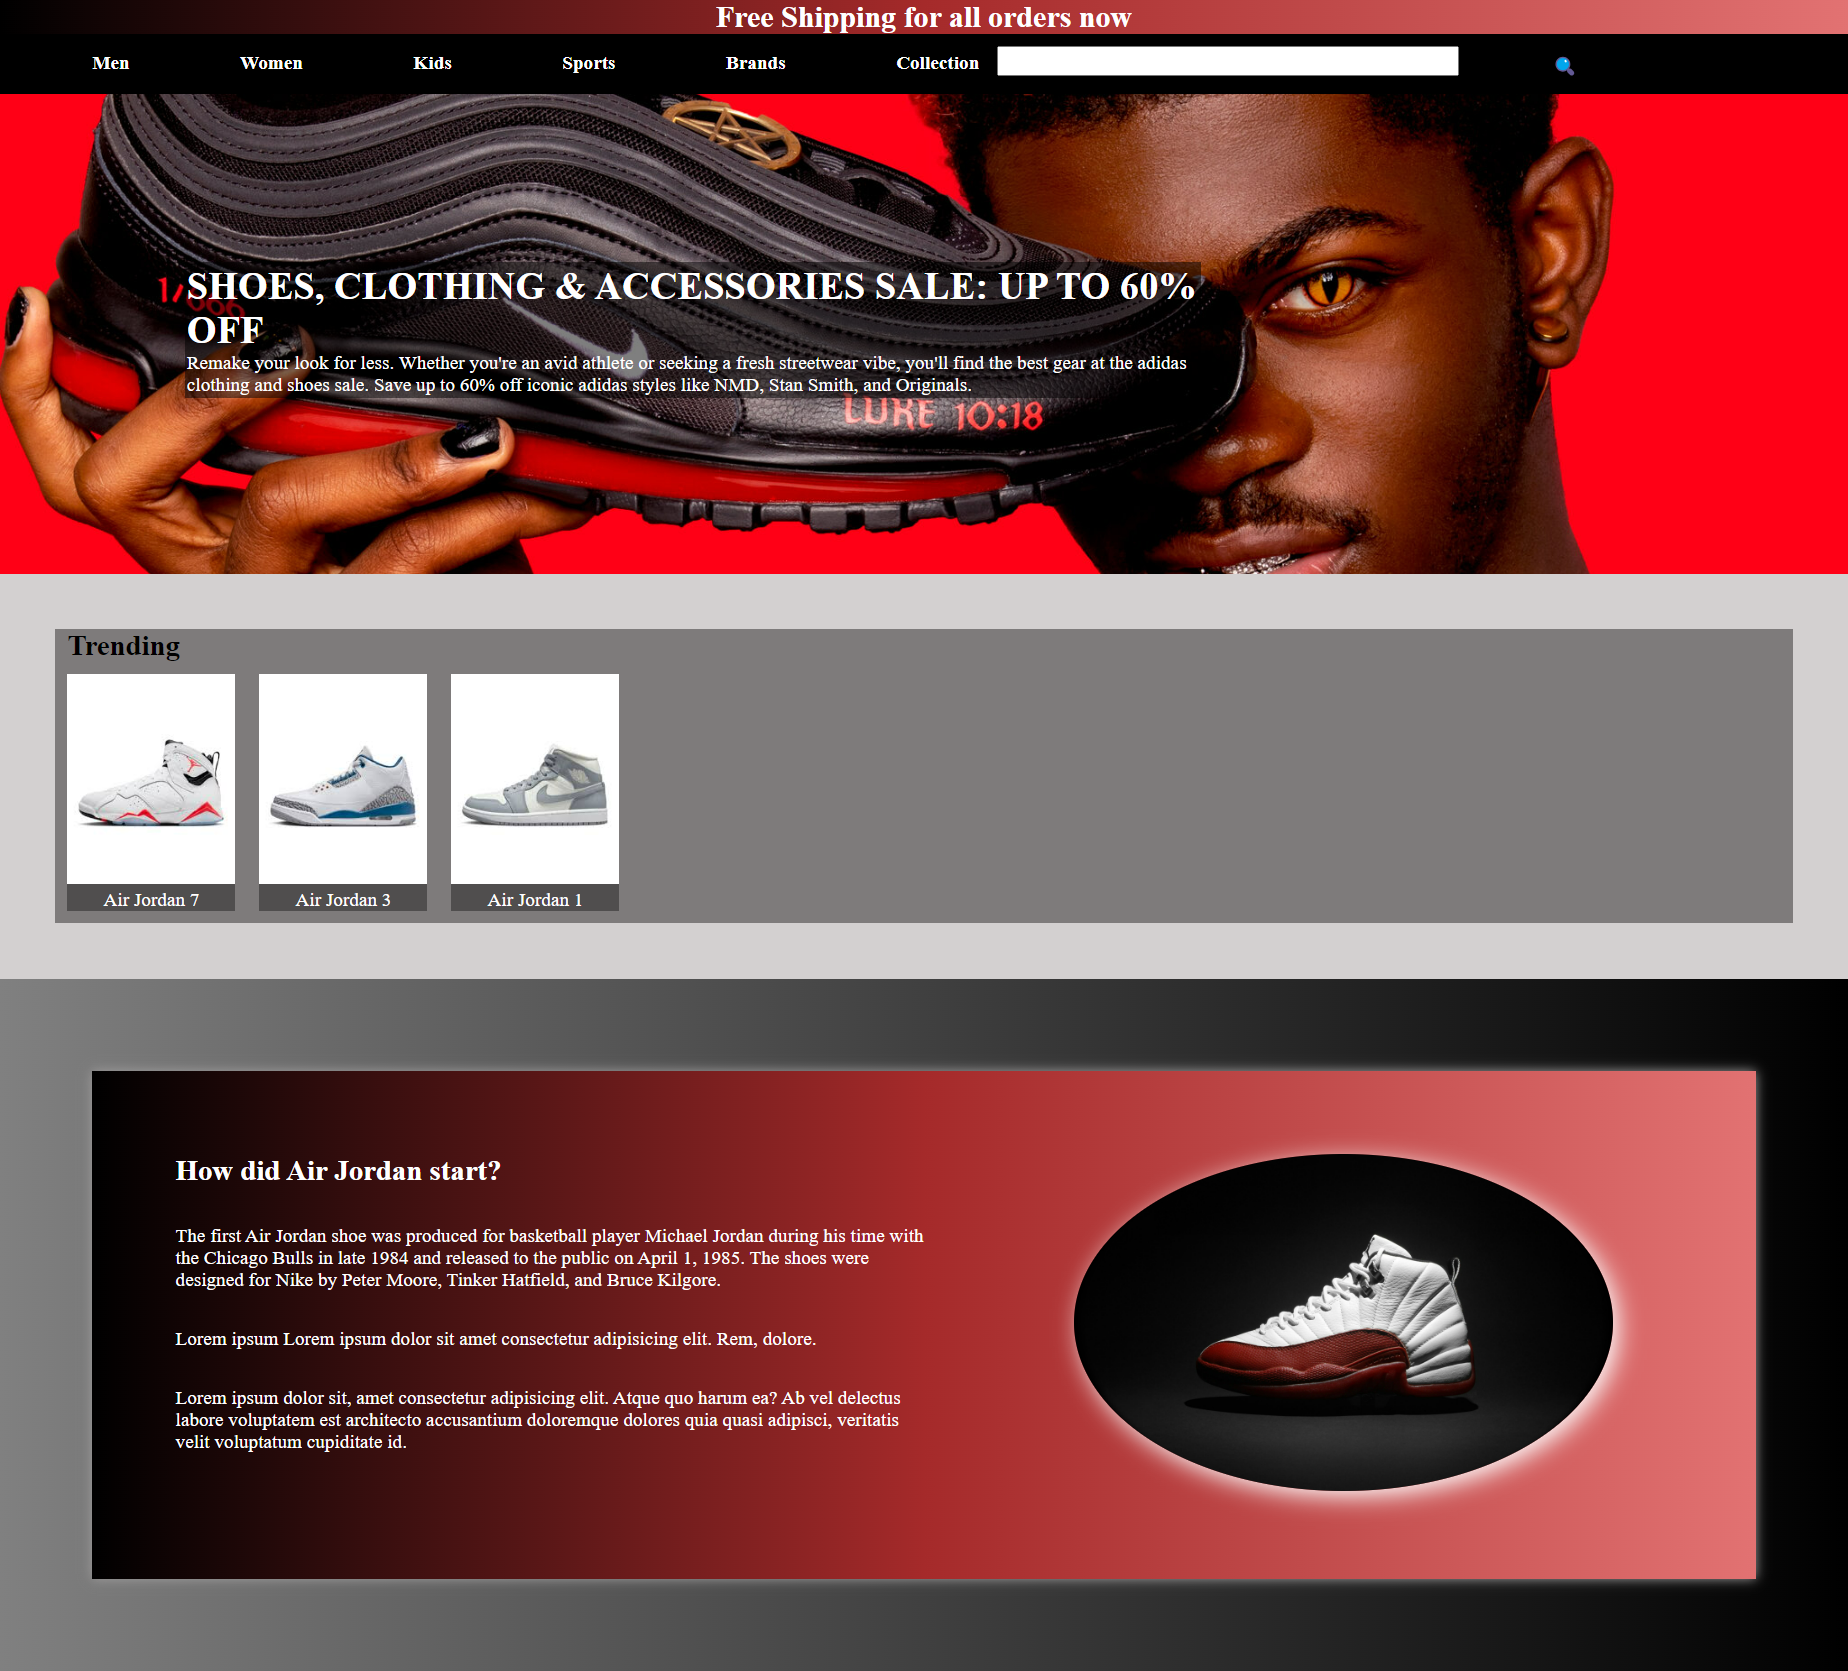 Free Shipping for all orders now
Men Women Kids Sports Brands Collection
SHOES, CLOTHING & ACCESSORIES SALE: UP TO 60%
OFF
Remake your look for less. Whether you're an avid athlete or seeking a fresh streetwear vibe, you'll find the best gear at the adidas
clothing and shoes sale. Save up to 60% off iconic adidas styles like NMD, Stan Smith, and Originals.
1/666
LUKE 10:18
Trending
Air Jordan 7 Air Jordan 3 Air Jordan 1
How did Air Jordan start?
The first Air Jordan shoe was produced for basketball player Michael Jordan during his time with
the Chicago Bulls in late 1984 and released to the public on April 1, 1985. The shoes were
designed for Nike by Peter Moore, Tinker Hatfield, and Bruce Kilgore.
Lorem ipsum Lorem ipsum dolor sit amet consectetur adipisicing elit. Rem, dolore.
Lorem ipsum dolor sit, amet consectetur adipisicing elit. Atque quo harum ea? Ab vel delectus
labore voluptatem est architecto accusantium doloremque dolores quia quasi adipisci, veritatis
velit voluptatum cupiditate id.